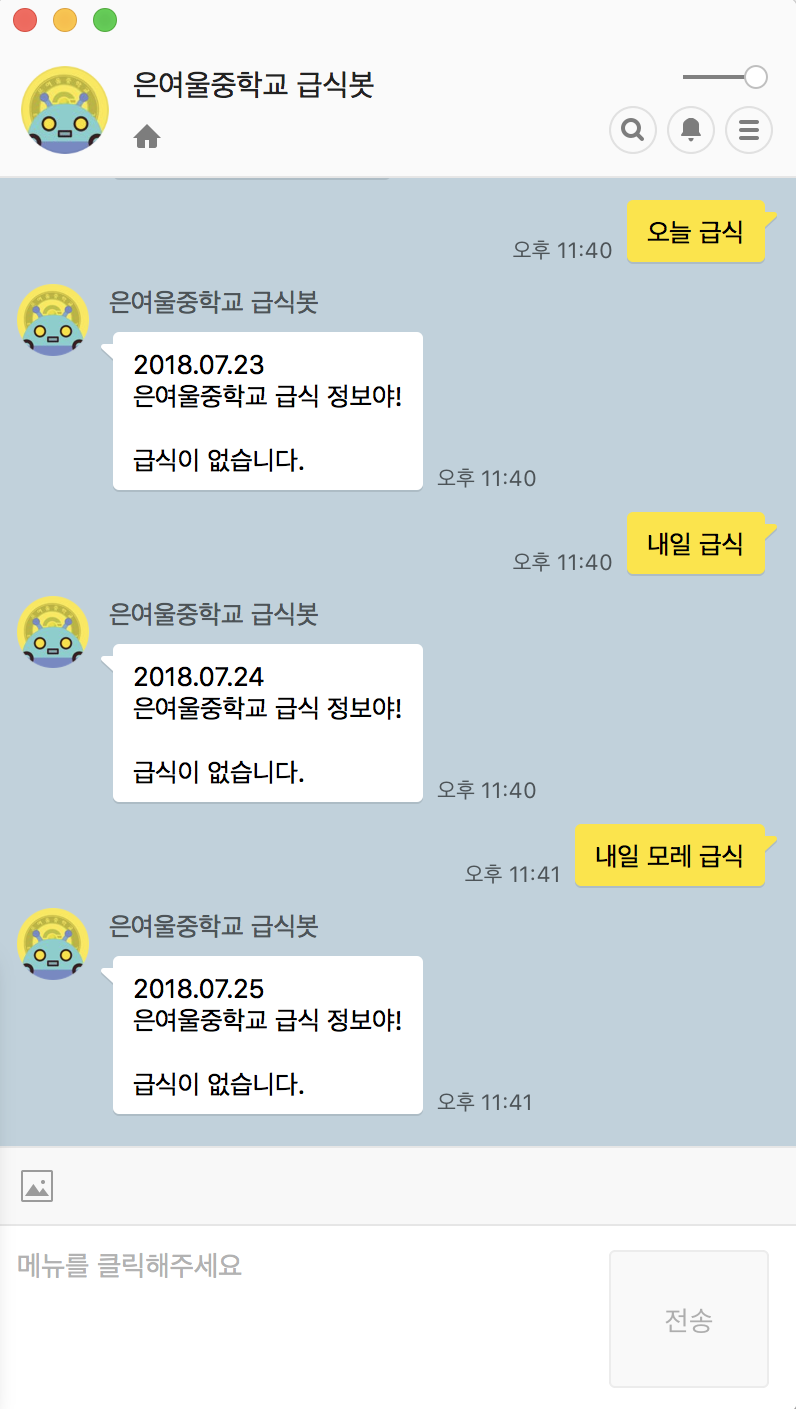 은여울중학교 급식봇
오늘 급식
오후 11:40
은여울중학교 급식봇
2018.07.23
은여울중학교 급식 정보야!
급식이 없습니다.
오후 11:40
내일 급식
오후 11:40
은여울중학교 급식봇
2018.07.24
은여울중학교 급식 정보야!
급식이 없습니다.
오후 11:40
내일 모레 급식
오후 11:41
은여울중학교 급식봇
2018.07.25
은여울중학교 급식 정보야!
급식이 없습니다.
오후 11:41
메뉴를 클릭해주세요
전송